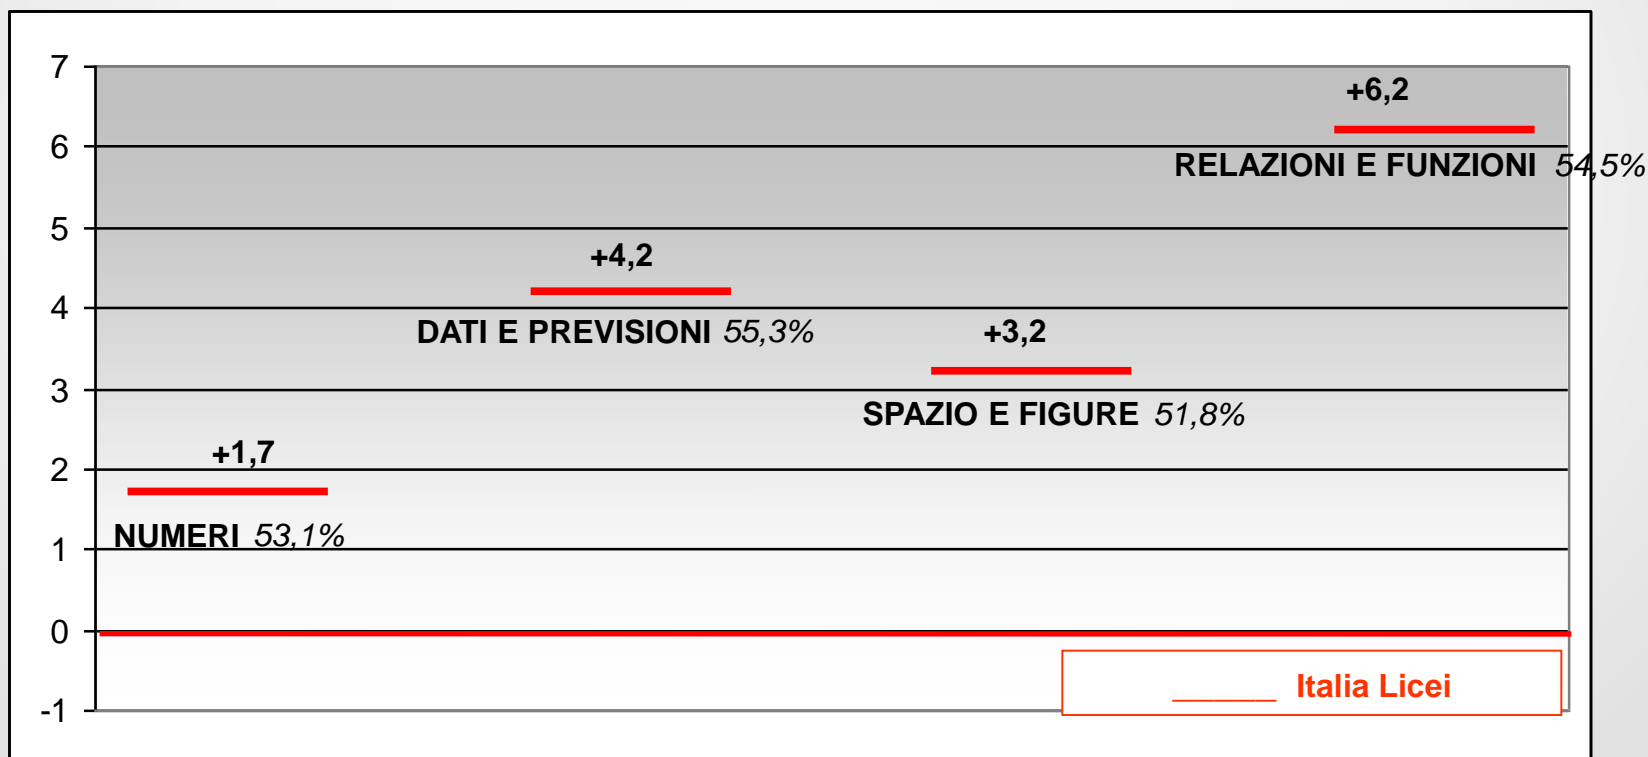 7
+6,2
6
RELAZIONI E FUNZIONI 54,5%
5
+4,2
4
DATI E PREVISIONI 55,3%
+3,2
3
SPAZIO E FIGURE 51,8%
+1,7
2
NUMERI 53,1%
1
0
______ Italia Licei
-1